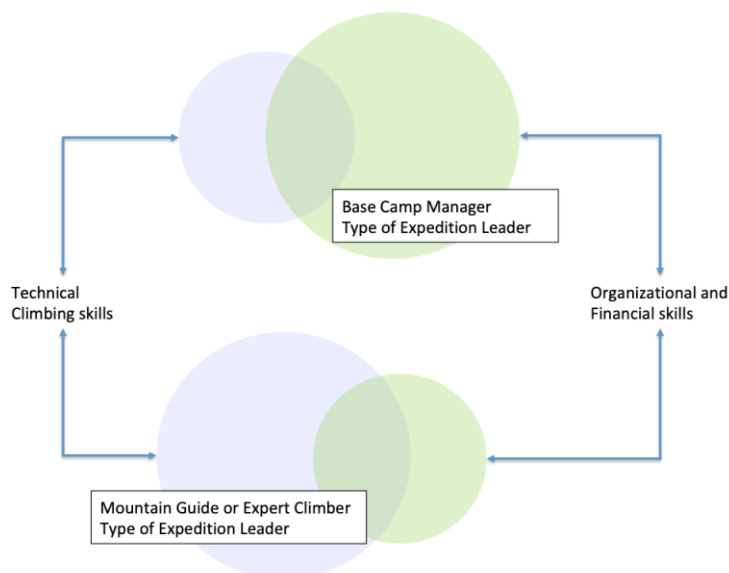 Base Camp Manager
Type of Expedition Leader
Technical
Climbing skills
Organizational and
Financial skills
Mountain Guide or Expert Climber
Type of Expedition Leader